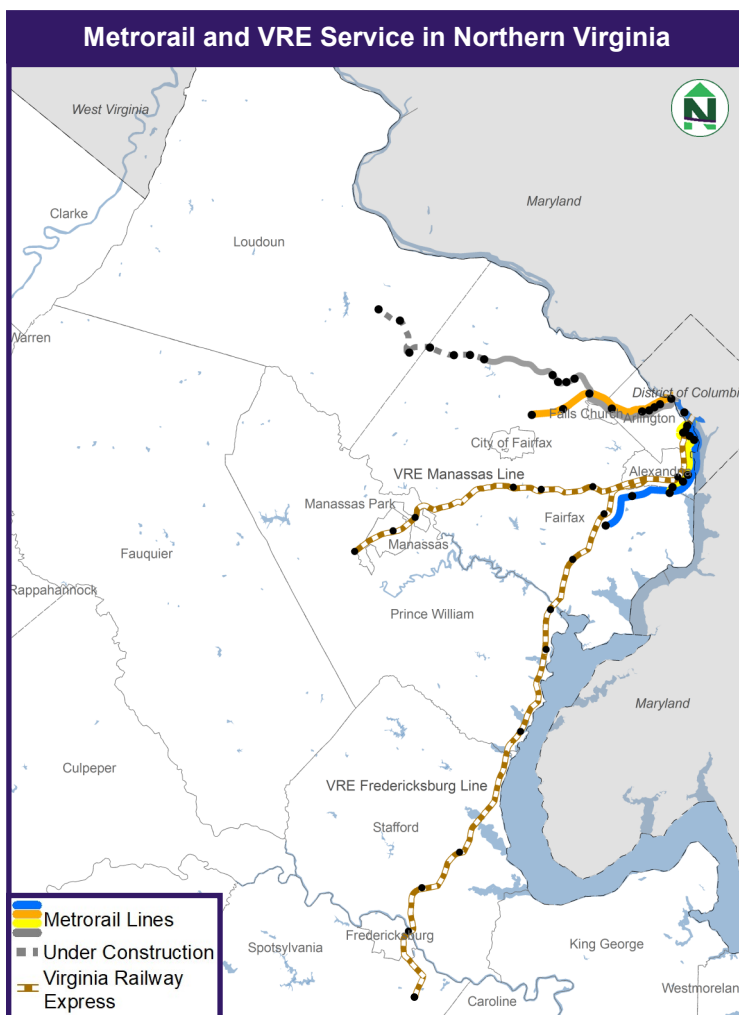 Metrorail and VRE Service in Northern Virginia
N
West Virginia
Maryland
Clarke
Loudoun
Warren
District of Columbi
Falls Church
Arlington
City of Fairfax
Alexandria
VRE Manassas Line
Manassas Park
Fairfax
Manassas
Fauquier
Rappahannock
Prince William
Maryland
Culpeper
VRE Fredericksburg Line
Stafford
Fredericksburg
Spotsylvania
King George
Westmorelan
Caroline
Metrorail Lines
Under Construction
Virginia Railway
Express